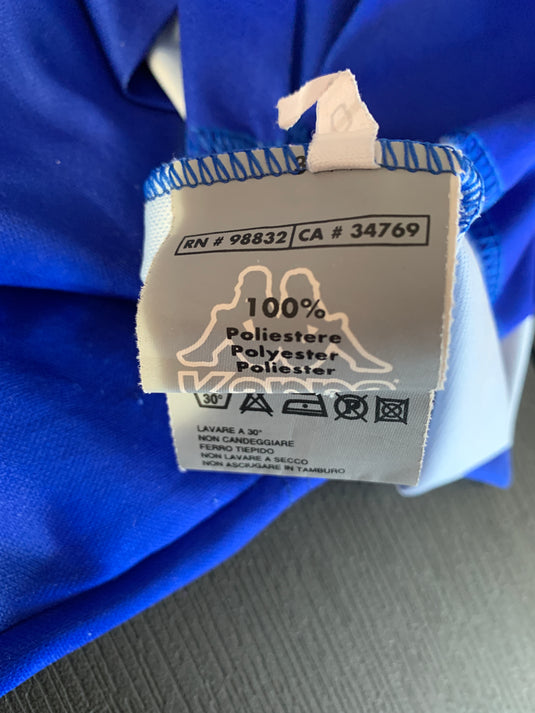 RN # 98832 CA # 34769
100%
Poliestere
Polyester
Poliester
Kappa
30°
LAVARE A 30°
NON CANDEGGIARE
FERRO TIEPIDO
NON LAVARE A SECCO
NON ASCIUGARE IN TAMBURO